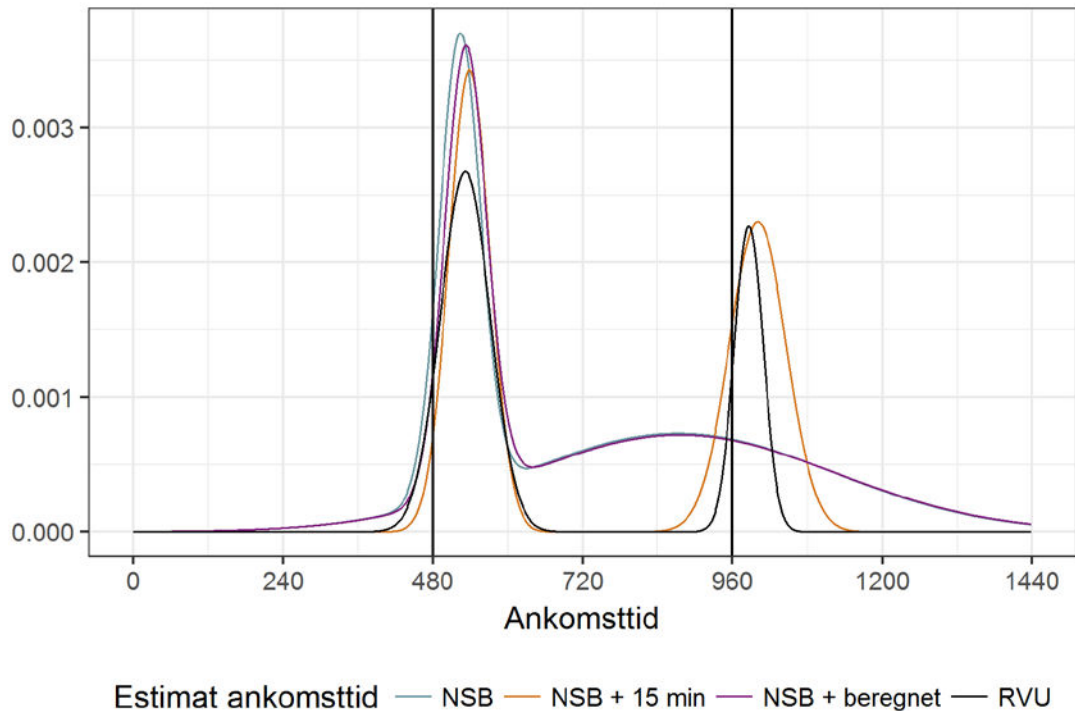 0.003
0.002
0.001
0.000
0 240 480 720 960 1200 1440
Ankomsttid
Estimat ankomsttid NSB NSB + 15 min NSB + beregnet RVU